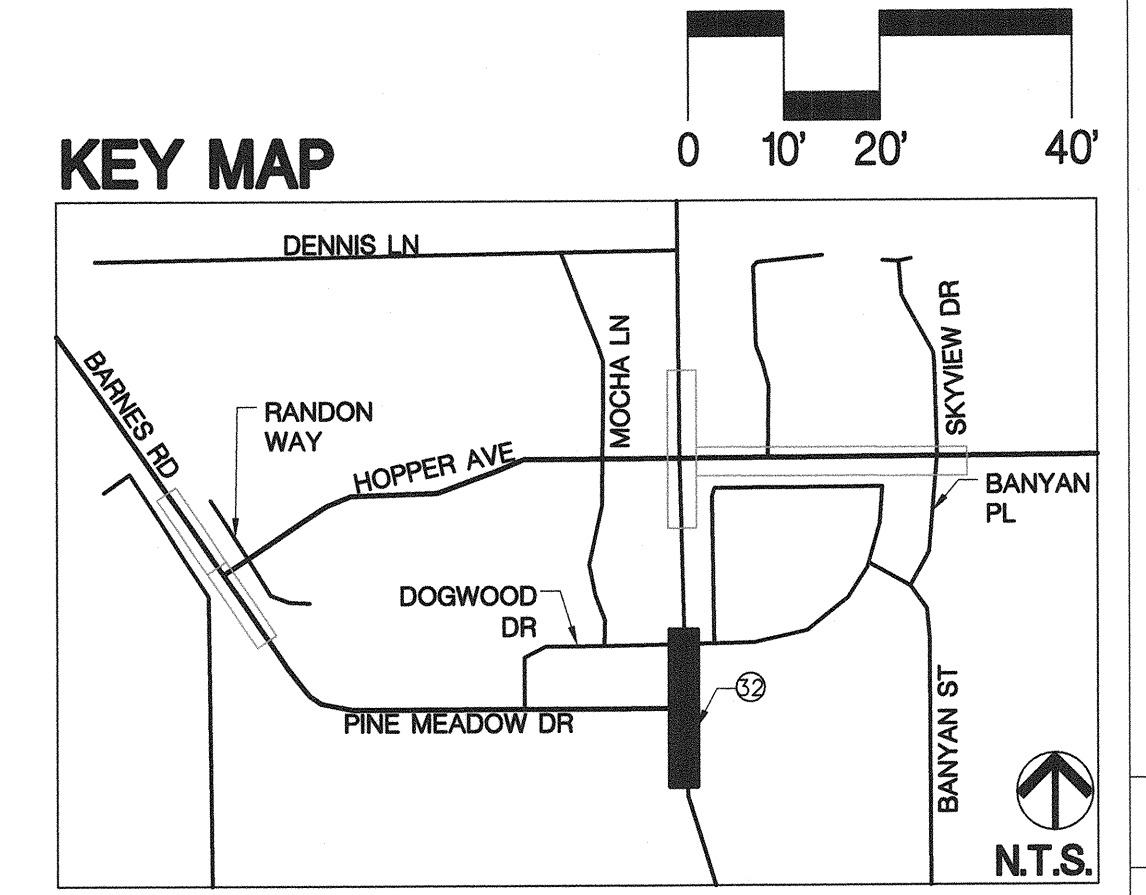 0 10' 20' 40'
KEY MAP
DENNIS LN
BARNES RD
RANDON
WAY
HOPPER AVE
MOCHA LN
SKYVIEW DR
BANYAN
PL
DOGWOOD
DR
32
PINE MEADOW DR
BANYAN ST
N.T.S.